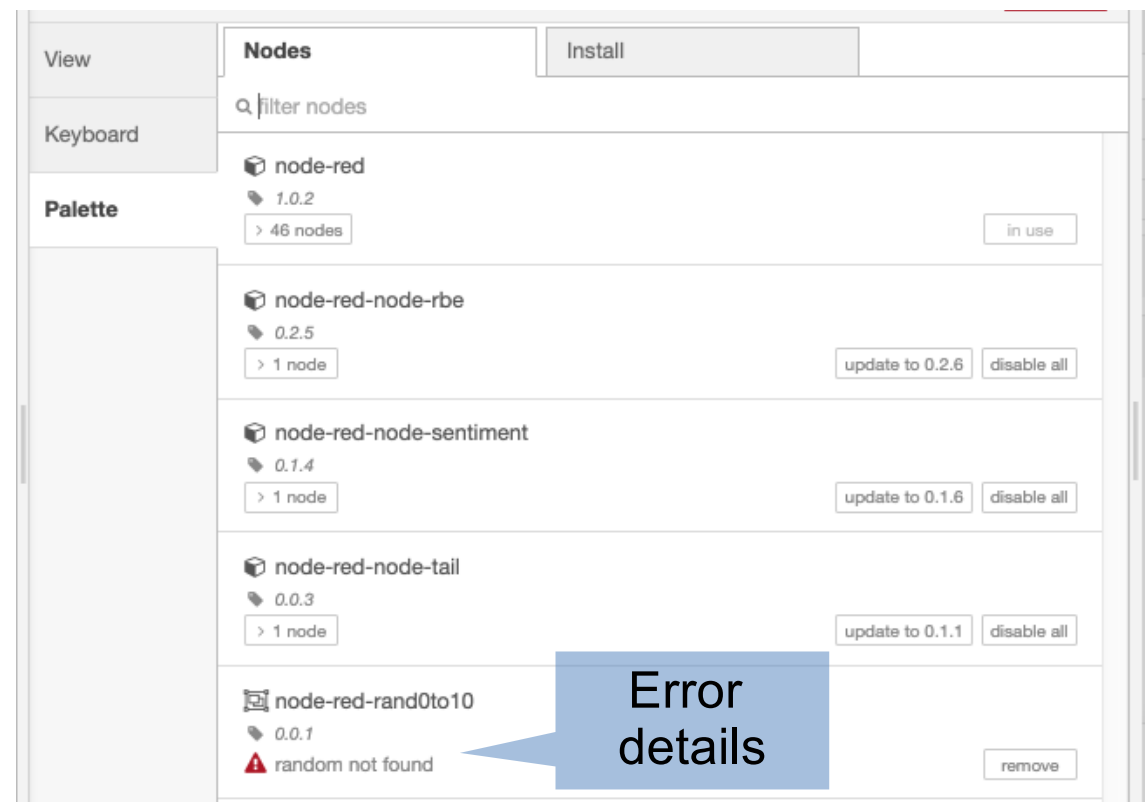 View
Keyboard
Palette
Nodes
Install
filter nodes
node-red
1.0.2
> 46 nodes
in use
node-red-node-rbe
0.2.5
> 1 node
update to 0.2.6
disable all
node-red-node-sentiment
0.1.4
> 1 node
update to 0.1.6
disable all
node-red-node-tail
0.0.3
> 1 node
update to 0.1.1
disable all
node-red-rand0to10
0.0.1
random not found
remove
Error
details